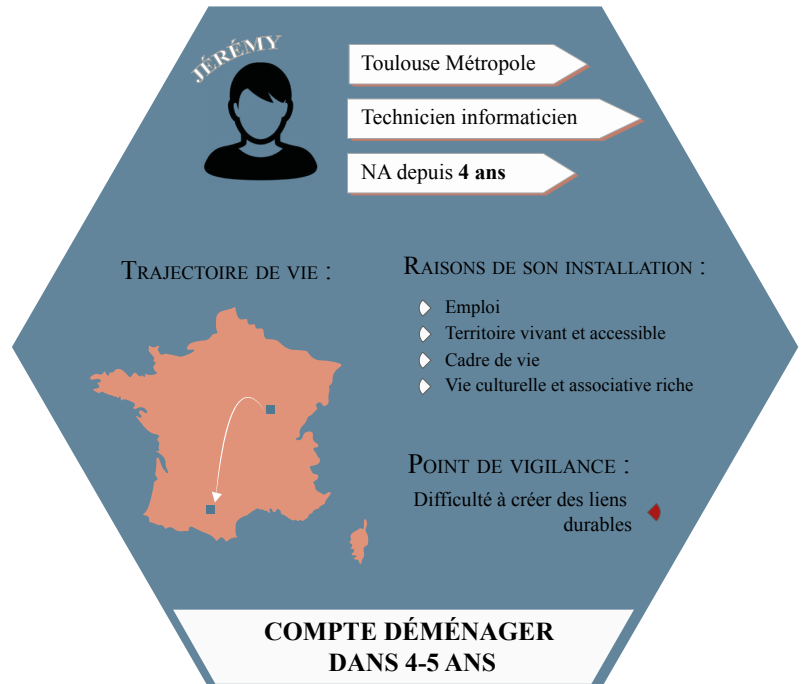 JÉRÉMY
Toulouse Métropole
Technicien informaticien
NA depuis 4 ans
TRAJECTOIRE DE VIE :
RAISONS DE SON INSTALLATION :
Emploi
Territoire vivant et accessible
Cadre de vie
Vie culturelle et associative riche
POINT DE VIGILANCE :
Difficulté à créer des liens
durables
COMPTE DÉMÉNAGER
DANS 4-5 ANS